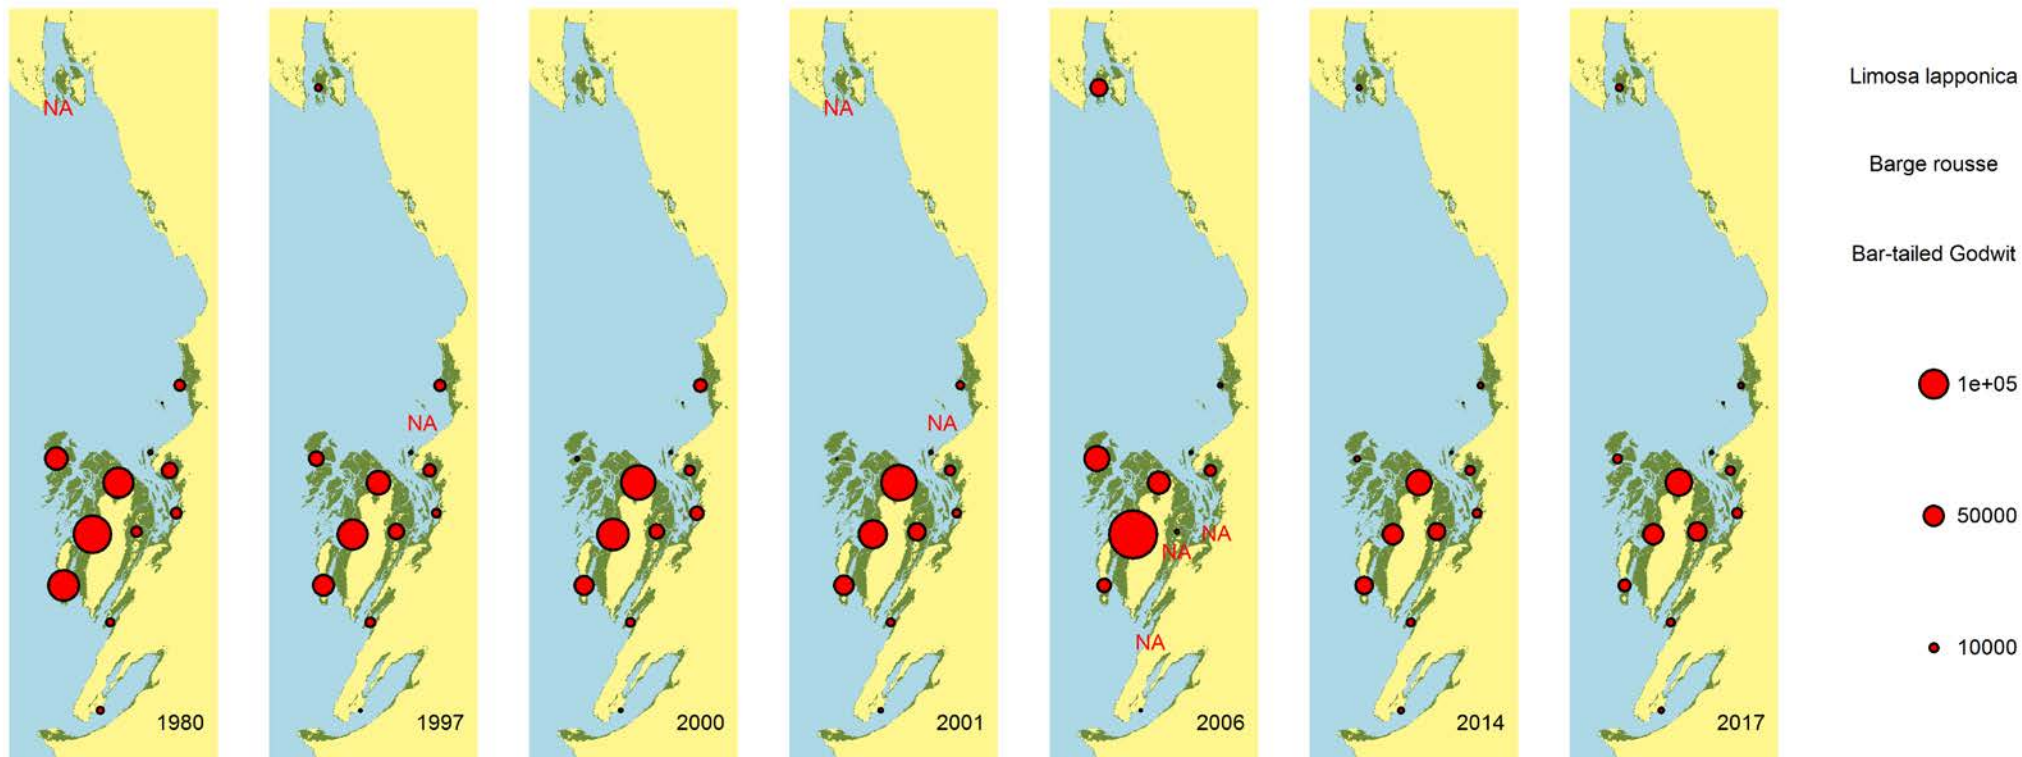 Limosa lapponica
Barge rousse
Bar-tailed Godwit
1e+05
50000
10000
NA
1980
NA
1997
2000
NA
NA
2001
NA
NA
NA
2006
2014
2017